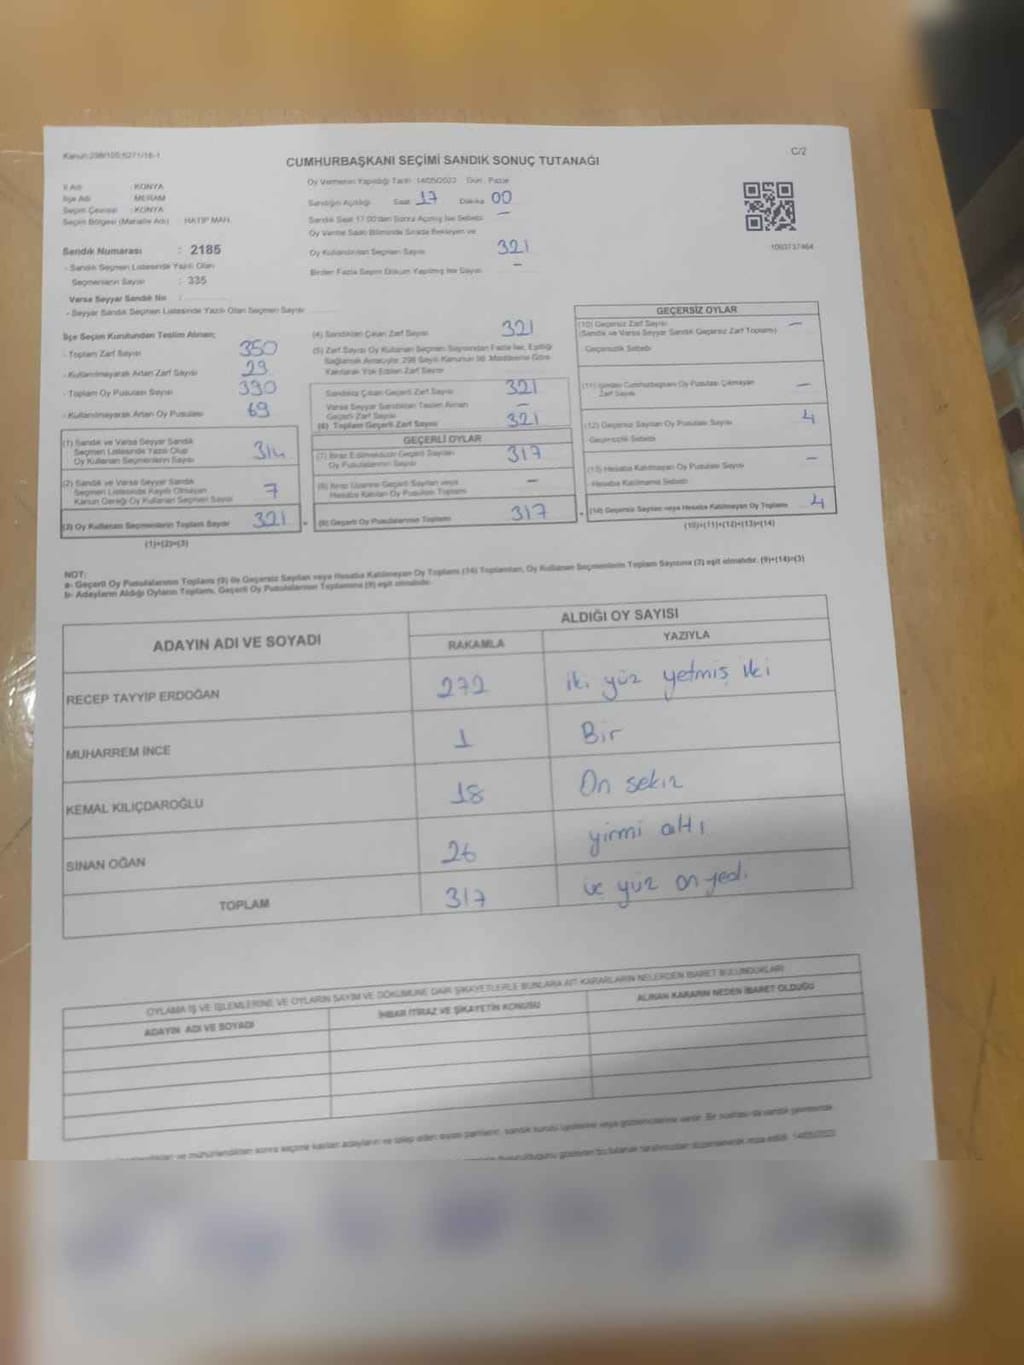 Kanun:298/105;6271/16-1
C/2
CUMHURBAŞKANI SEÇİMİ SANDIK SONUÇ TUTANAĞI
İl Adı : KONYA
İlçe Adı : MERAM
Seçim Çevresi : KONYA
Seçim Bölgesi (Mahalle Adı) : HATIP MAH.
Sandık Numarası : 2185
- Sandık Seçmen Listesinde Yazılı Olan
Seçmenlerin Sayısı : 335
Varsa Seyyar Sandık No :
- Seyyar Sandık Seçmen Listesinde Yazılı Olan Seçmen Sayısı
Oy Vermenin Yapıldığı Tarih : 14/05/2023 Gün : Pazar
Sandığın Açıldığı Saat 17 Dakika 00
Sandık Saat 17.00'den Sonra Açılmış İse Sebebi —
Oy Verme Saati Bitiminde Sırada Bekleyen ve
Oy Kullandırılan Seçmen Sayısı 321
Birden Fazla Sayım Döküm Yapılmış İse Sayısı —
1003737464
İlçe Seçim Kurulundan Teslim Alınan;
- Toplam Zarf Sayısı 350
- Kullanılmayarak Artan Zarf Sayısı 29
- Toplam Oy Pusulası Sayısı 390
- Kullanılmayarak Artan Oy Pusulası 69
(1) Sandık ve Varsa Seyyar Sandık
Seçmen Listesinde Yazılı Olup
Oy Kullanan Seçmenlerin Sayısı 314
(2) Sandık ve Varsa Seyyar Sandık
Seçmen Listesinde Kayıtlı Olmayan
Kanun Gereği Oy Kullanan Seçmen Sayısı 7
(3) Oy Kullanan Seçmenlerin Toplam Sayısı 321
(1)+(2)=(3)
(4) Sandıktan Çıkan Zarf Sayısı 321
(5) Zarf Sayısı Oy Kullanan Seçmen Sayısından Fazla İse, Eşitliği
Sağlamak Amacıyla; 298 Sayılı Kanunun 98. Maddesine Göre
Yakılarak Yok Edilen Zarf Sayısı
Sandıkta Çıkan Geçerli Zarf Sayısı 321
Varsa Seyyar Sandıktan Teslim Alınan
Geçerli Zarf Sayısı —
(6) Toplam Geçerli Zarf Sayısı 321
GEÇERLİ OYLAR
(7) İtiraz Edilmeksizin Geçerli Sayılan
Oy Pusulalarının Sayısı 317
(8) İtiraz Üzerine Geçerli Sayılan veya
Hesaba Katılan Oy Pusulası Toplamı —
(9) Geçerli Oy Pusulalarının Toplamı 317
GEÇERSİZ OYLAR
(10) Geçersiz Zarf Sayısı —
(Sandık ve Varsa Seyyar Sandık Geçersiz Zarf Toplamı)
Geçersizlik Sebebi
(11) İçinden Cumhurbaşkanı Oy Pusulası Çıkmayan
Zarf Sayısı —
(12) Geçersiz Sayılan Oy Pusulası Sayısı 4
Geçersizlik Sebebi
(13) Hesaba Katılmayan Oy Pusulası Sayısı —
Hesaba Katılmama Sebebi
(14) Geçersiz Sayılan veya Hesaba Katılmayan Oy Toplamı 4
(10)+(11)+(12)+(13)=(14)
NOT:
a- Geçerli Oy Pusulalarının Toplamı (9) ile Geçersiz Sayılan veya Hesaba Katılmayan Oy Toplamı (14) Toplamları, Oy Kullanan Seçmenlerin Toplam Sayısına (3) eşit olmalıdır. (9)+(14)=(3)
b- Adayların Aldığı Oyların Toplamı, Geçerli Oy Pusulalarının Toplamına (9) eşit olmalıdır.
ADAYIN ADI VE SOYADI
ALDIĞI OY SAYISI
RAKAMLA YAZIYLA
RECEP TAYYİP ERDOĞAN 272 iki yüz yetmiş iki
MUHARREM İNCE 1 Bir
KEMAL KILIÇDAROĞLU 18 On sekiz
SİNAN OĞAN 26 yirmi altı
TOPLAM 317 üç yüz on yedi
OYLAMA İŞ VE İŞLEMLERİNE VE OYLARIN SAYIM VE DÖKÜMÜNE DAİR ŞİKAYETLERLE BUNLARA AİT KARARLARIN NELERDEN İBARET BULUNDUKLARI
ADAYIN ADI VE SOYADI
İHBAR İTİRAZ VE ŞİKAYETİN KONUSU
ALINAN KARARIN NEDEN İBARET OLDUĞU